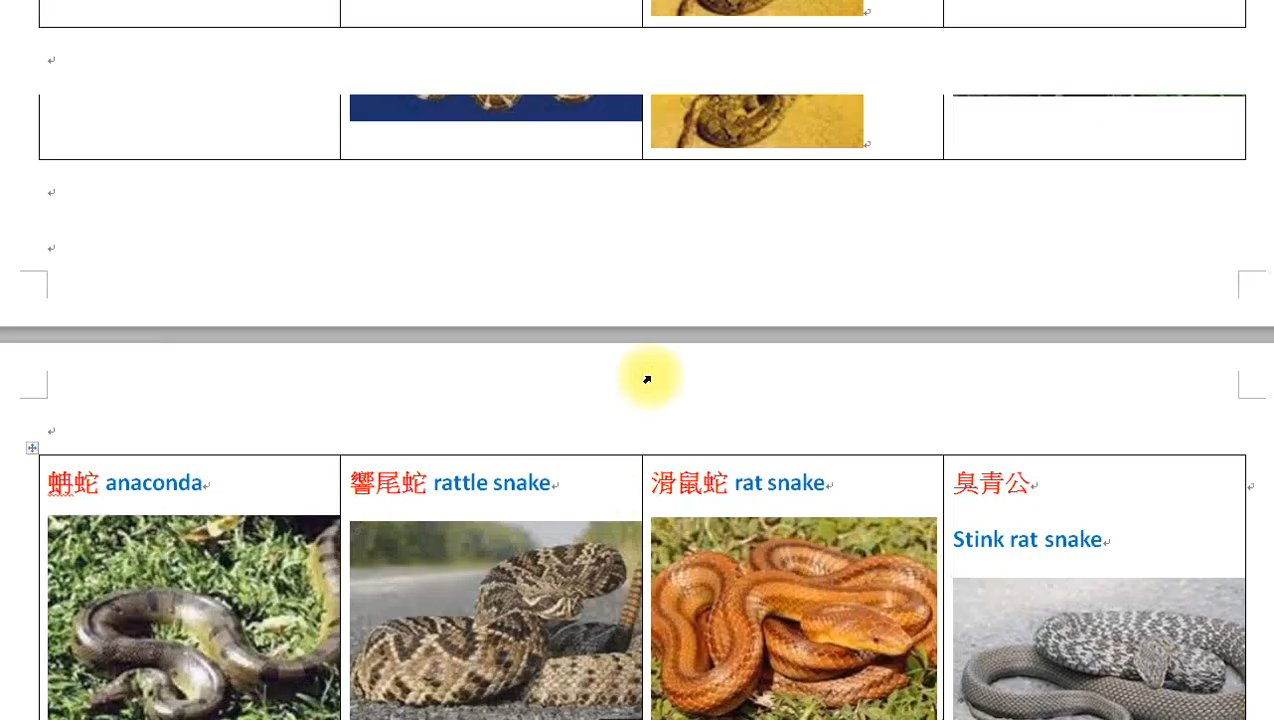 蚺蛇 anaconda
響尾蛇 rattle snake
滑鼠蛇 rat snake
臭青公
Stink rat snake